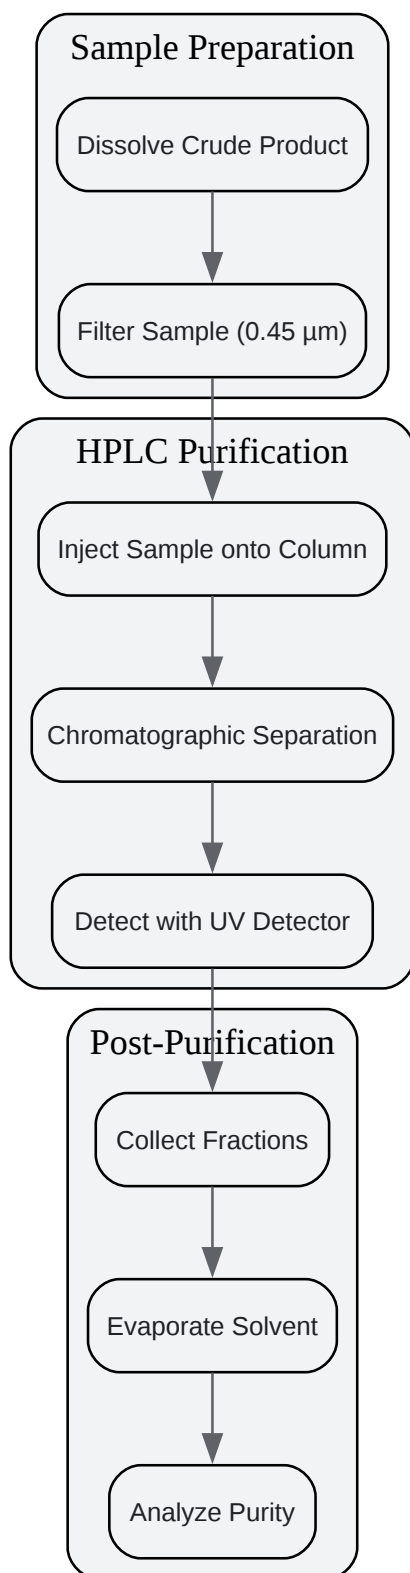 Sample Preparation
Dissolve Crude Product
Filter Sample (0.45 µm)
HPLC Purification
Inject Sample onto Column
Chromatographic Separation
Detect with UV Detector
Post-Purification
Collect Fractions
Evaporate Solvent
Analyze Purity